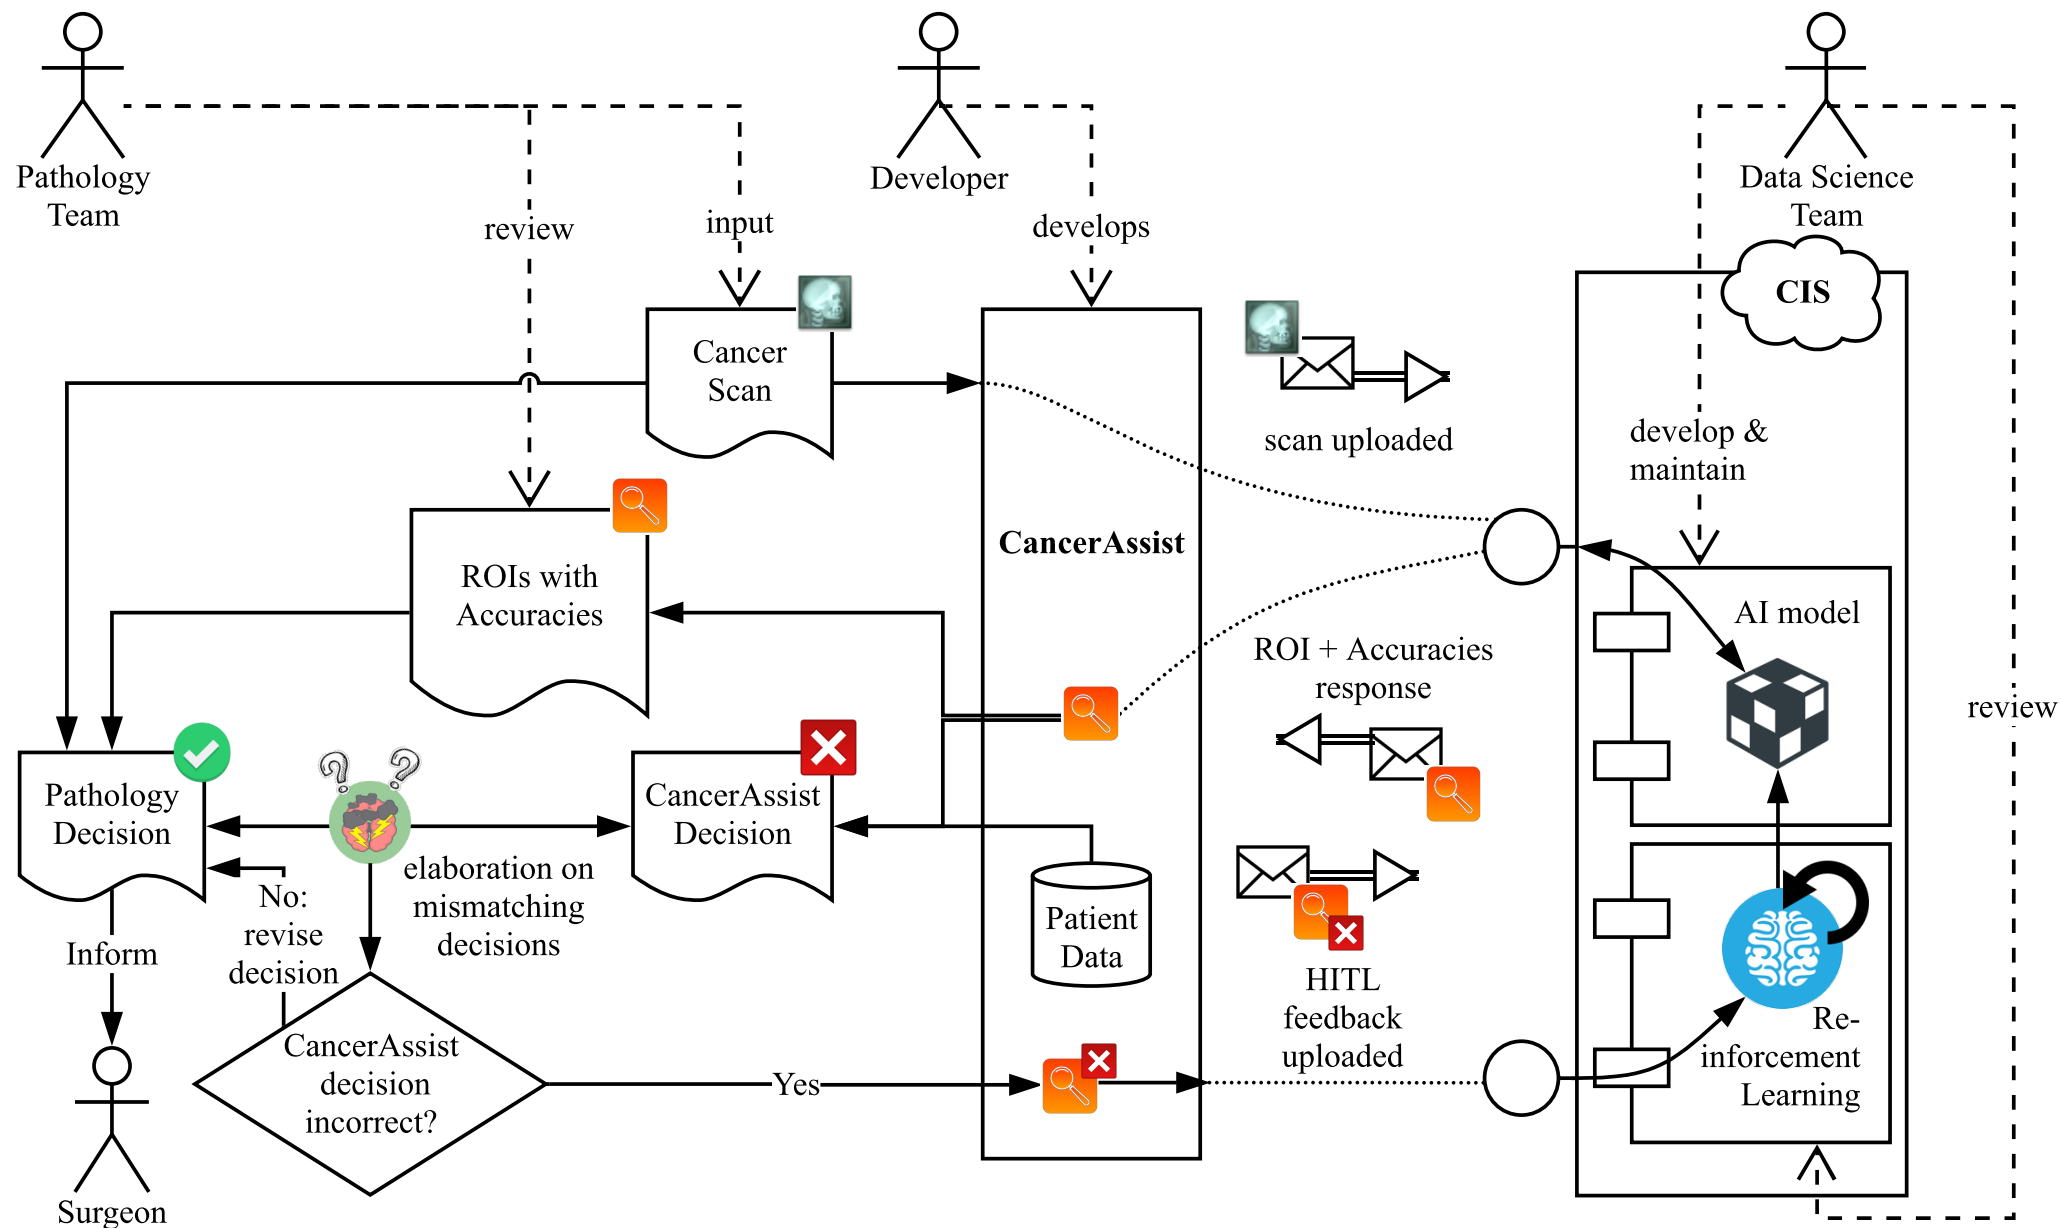 Pathology
Team
Developer
Data Science
Team
review
input
develops
CIS
Cancer
Scan
scan uploaded
develop &
maintain
CancerAssist
ROIs with
Accuracies
AI model
ROI + Accuracies
response
review
Pathology
Decision
CancerAssist
Decision
elaboration on
mismatching
decisions
No:
revise
decision
Inform
Patient
Data
HITL
feedback
uploaded
Re-
inforcement
Learning
CancerAssist
decision
incorrect?
Yes
Surgeon